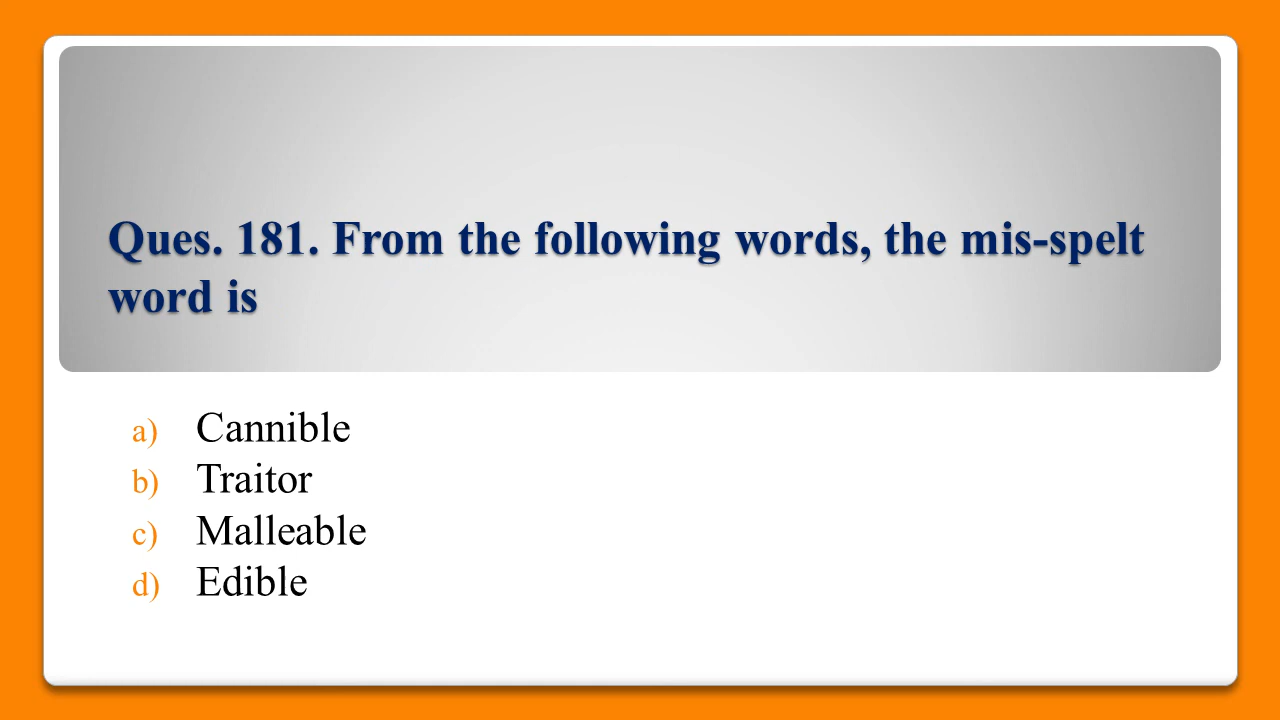 Ques. 181. From the following words, the mis-spelt
word is
a) Cannible
b) Traitor
c) Malleable
d) Edible